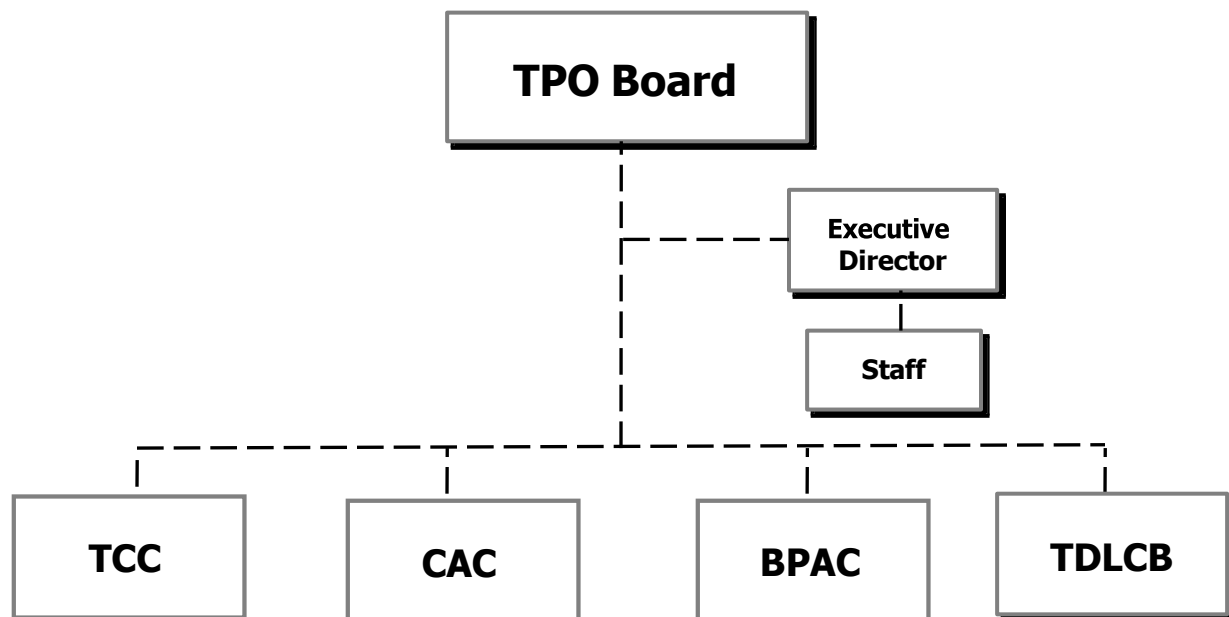 TPO Board
Executive
Director
Staff
TCC
CAC
BPAC
TDLCB